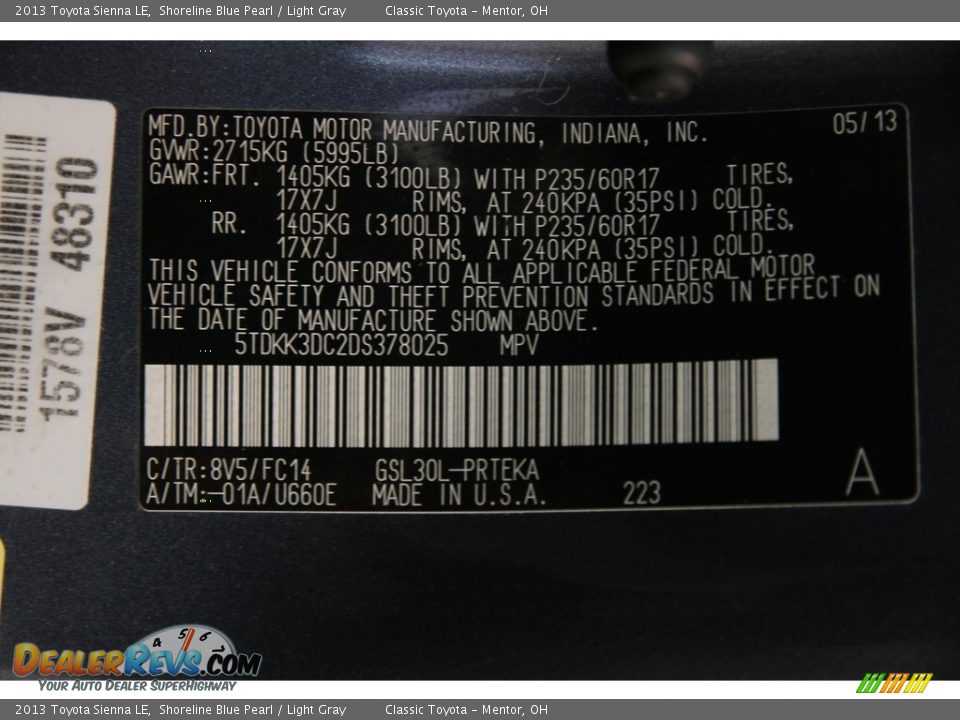 2013 Toyota Sienna LE, Shoreline Blue Pearl / Light Gray Classic Toyota - Mentor, OH
1578V 48310
MFD.BY:TOYOTA MOTOR MANUFACTURING, INDIANA, INC. 05/13
GVWR:2715KG (5995LB)
GAWR:FRT. 1405KG (3100LB) WITH P235/60R17 TIRES,
17X7J RIMS, AT 240KPA (35PSI) COLD.
RR. 1405KG (3100LB) WITH P235/60R17 TIRES,
17X7J RIMS, AT 240KPA (35PSI) COLD.
THIS VEHICLE CONFORMS TO ALL APPLICABLE FEDERAL MOTOR
VEHICLE SAFETY AND THEFT PREVENTION STANDARDS IN EFFECT ON
THE DATE OF MANUFACTURE SHOWN ABOVE.
5TDKK3DC2DS378025 MPV
C/TR:8V5/FC14 GSL30L-PRTEKA
A/TM:-01A/U660E MADE IN U.S.A. 223 A
4 5 6
DEALERREVS.COM
YOUR AUTO DEALER SUPERHIGHWAY
2013 Toyota Sienna LE, Shoreline Blue Pearl / Light Gray Classic Toyota - Mentor, OH